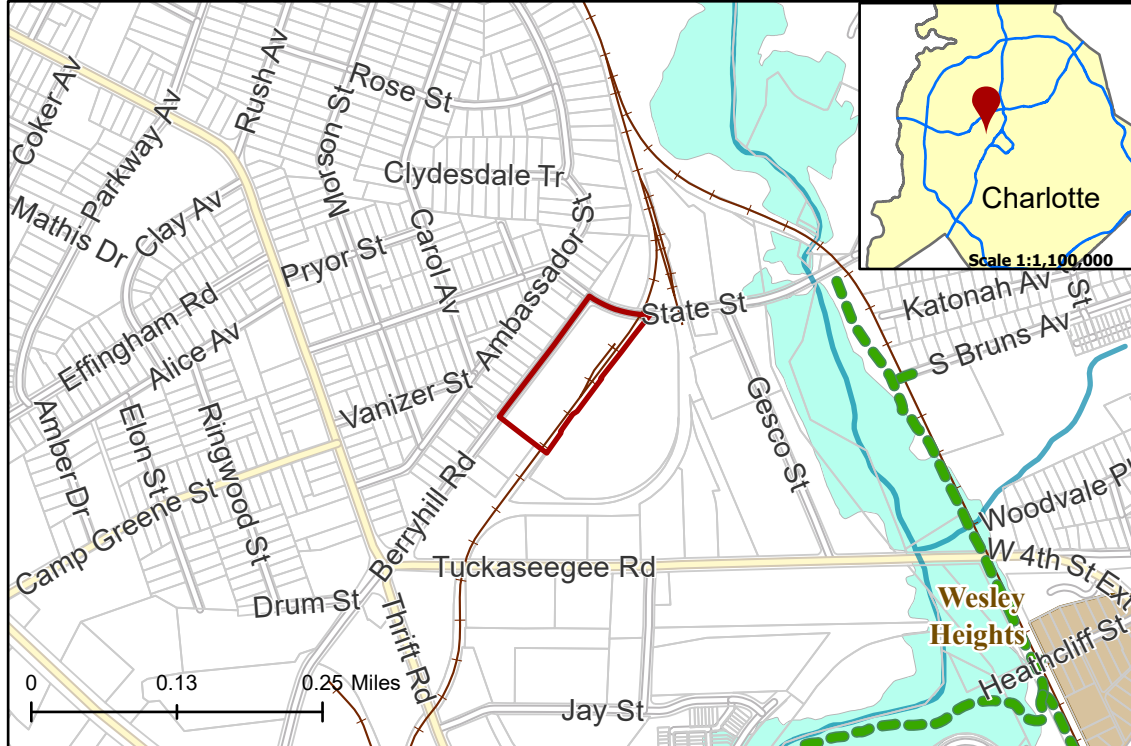 Coker Av
Parkway Av
Rush Av
Morson St
Rose St
Clydesdale Tr
Mathis Dr
Clay Av
Pryor St
Carol Av
Ambassador St
Effingham Rd
Alice Av
Vanizer St
State St
Amber Dr
Elon St
Ringwood St
Camp Greene St
Berryhill Rd
Drum St
Tuckaseegee Rd
Thrift Rd
Jay St
Gesco St
Charlotte
Scale 1:1,100,000
Katonah Av
St
S Bruns Av
Woodvale Pl
W 4th St Ext
Wesley
Heights
Heathcliff St
0
0.13
0.25 Miles